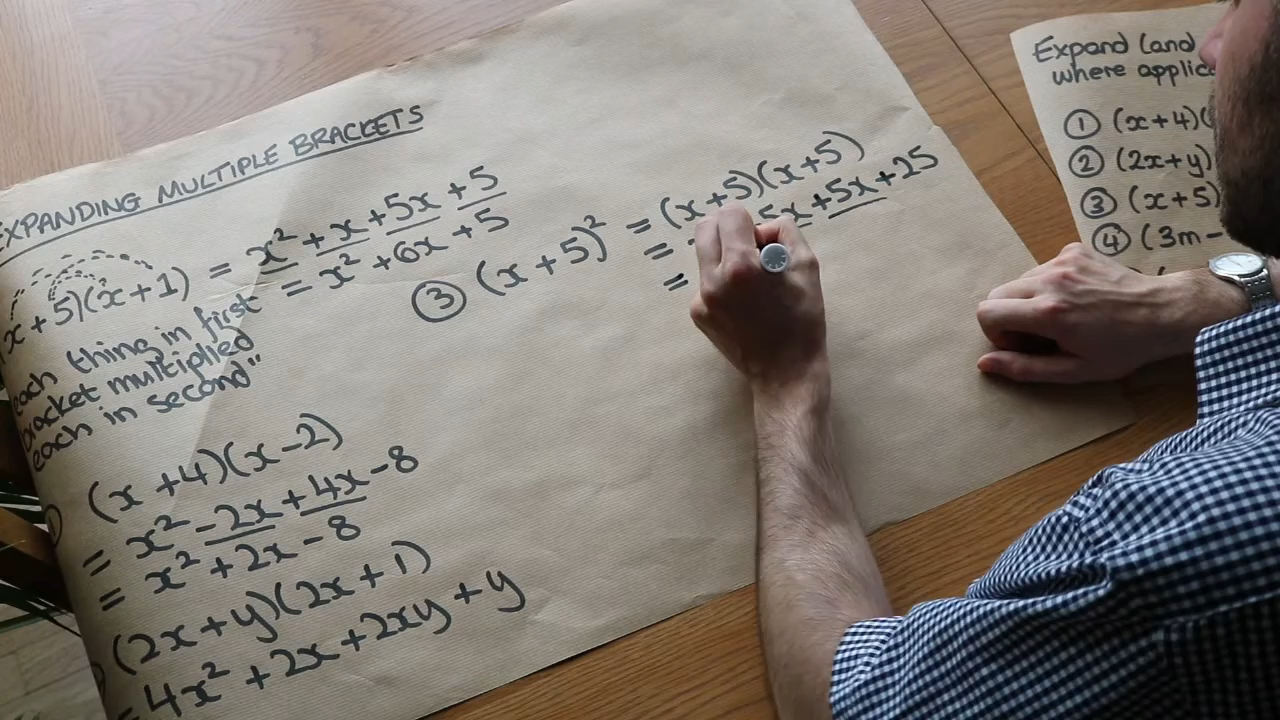 EXPANDING MULTIPLE BRACKETS
x+5)(x+1) = x² +x +5x +5
= x² +6x +5
each thing in first
bracket multiplied
each in second"
(x +4)(x-2)
= x² -2x +4x -8
= x² +2x -8
(2x+y)(2x+1)
= 4x² +2x +2xy +y
③ (x+5)² = (x+5)(x+5)
= 5x +5x +25
=
Expand (and
where applic
① (x+4)(
② (2x+y)
③ (x+5)
④ (3m-